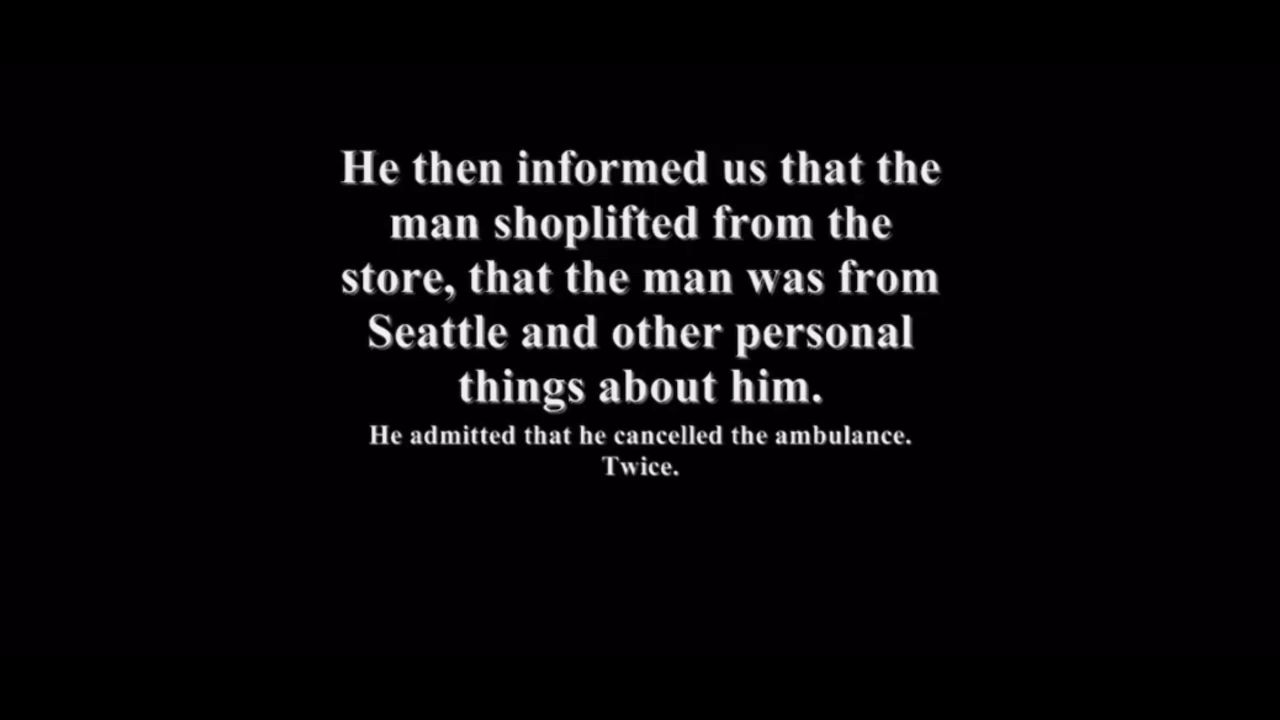 He then informed us that the
man shoplifted from the
store, that the man was from
Seattle and other personal
things about him.
He admitted that he cancelled the ambulance.
Twice.